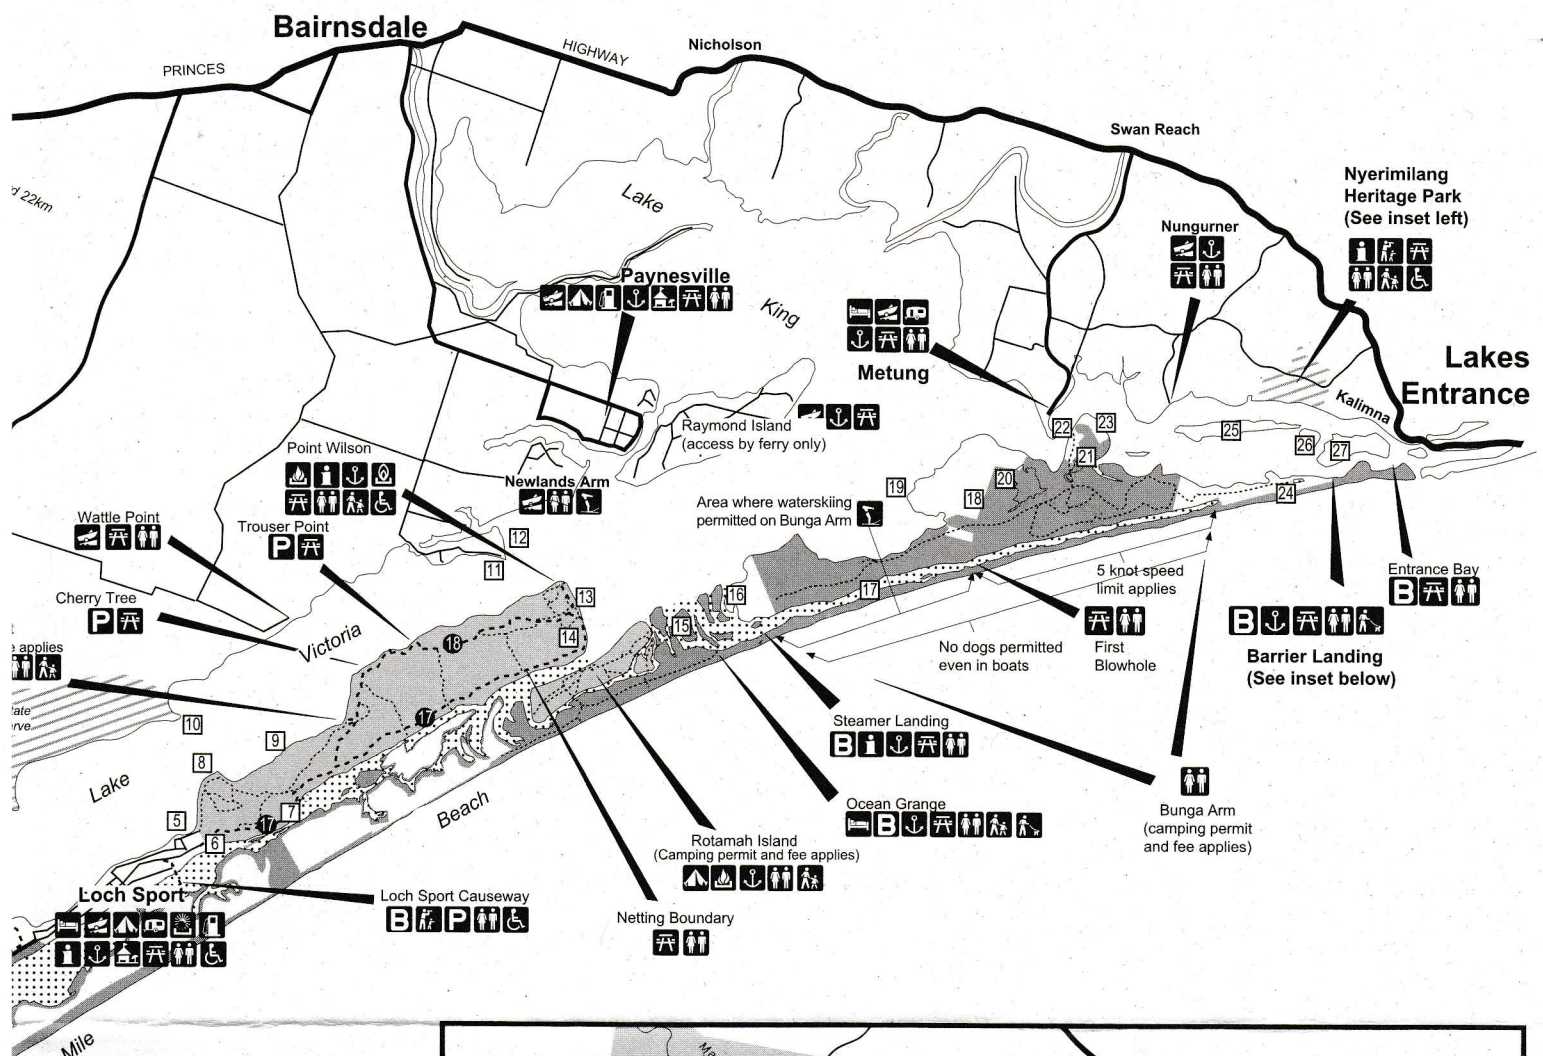 Bairnsdale
PRINCES
HIGHWAY
Nicholson
Swan Reach
22km
Lake
King
Nyerimilang
Heritage Park
(See inset left)
Nungurner
Paynesville
Metung
Lakes
Entrance
Kalimna
Raymond Island
(access by ferry only)
Point Wilson
Newlands Arm
Wattle Point
Trouser Point
P
Cherry Tree
P
e applies
Victoria
Area where waterskiing
permitted on Bunga Arm
5 knot speed
limit applies
No dogs permitted
even in boats
First
Blowhole
Entrance Bay
B
B
Barrier Landing
(See inset below)
Steamer Landing
B
Bunga Arm
(camping permit
and fee applies)
Ocean Grange
B
Rotamah Island
(Camping permit and fee applies)
Netting Boundary
Loch Sport Causeway
B
P
Loch Sport
Lake
Beach
Mile
tate
rve
5
6
7
8
9
10
11
12
13
14
15
16
17
18
19
20
21
22
23
24
25
26
27
17
17
18